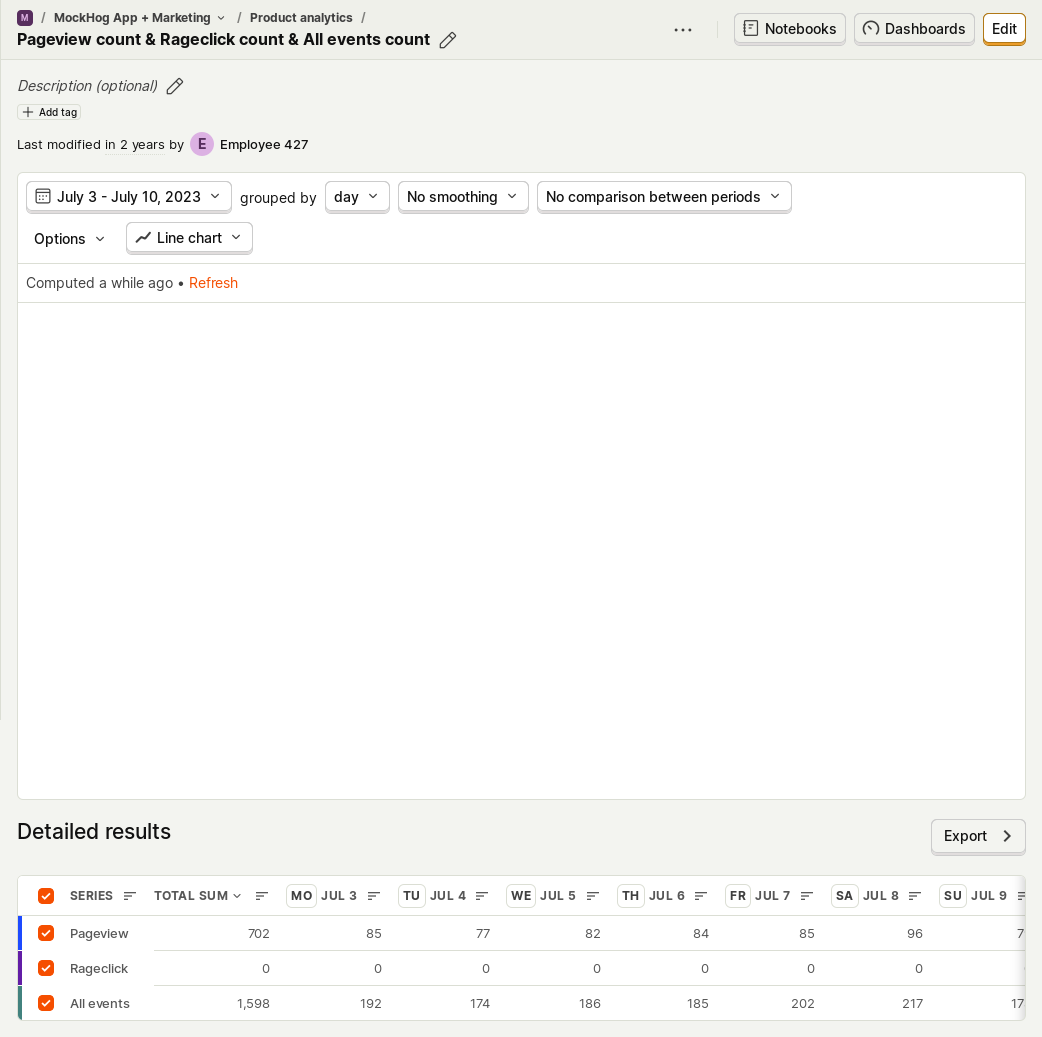 M / MockHog App + Marketing / Product analytics /
Pageview count & Rageclick count & All events count
Notebooks Dashboards Edit
Description (optional)
Add tag
Last modified in 2 years by E Employee 427
July 3 - July 10, 2023 grouped by day No smoothing No comparison between periods
Options Line chart
Computed a while ago • Refresh
Detailed results
Export
SERIES TOTAL SUM MO JUL 3 TU JUL 4 WE JUL 5 TH JUL 6 FR JUL 7 SA JUL 8 SU JUL 9
Pageview 702 85 77 82 84 85 96
Rageclick 0 0 0 0 0 0 0
All events 1,598 192 174 186 185 202 217